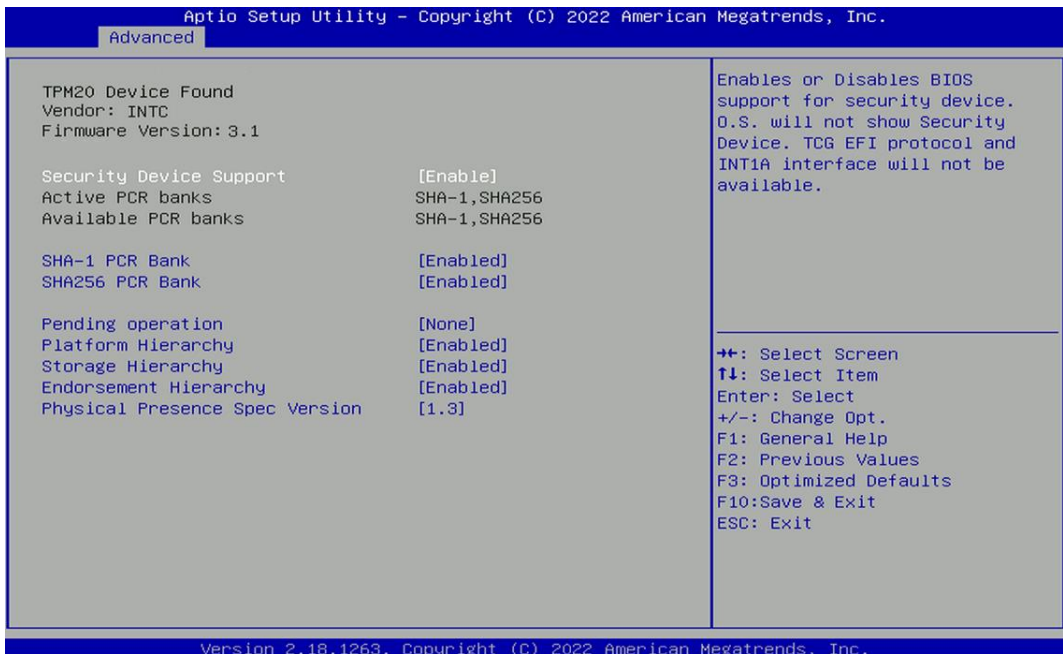 Aptio Setup Utility – Copyright (C) 2022 American Megatrends, Inc.
Advanced
TPM20 Device Found
Vendor: INTC
Firmware Version: 3.1
Security Device Support [Enable]
Active PCR banks SHA-1,SHA256
Available PCR banks SHA-1,SHA256
SHA-1 PCR Bank [Enabled]
SHA256 PCR Bank [Enabled]
Pending operation [None]
Platform Hierarchy [Enabled]
Storage Hierarchy [Enabled]
Endorsement Hierarchy [Enabled]
Physical Presence Spec Version [1.3]
Enables or Disables BIOS
support for security device.
O.S. will not show Security
Device. TCG EFI protocol and
INT1A interface will not be
available.
→←: Select Screen
↑↓: Select Item
Enter: Select
+/-: Change Opt.
F1: General Help
F2: Previous Values
F3: Optimized Defaults
F10:Save & Exit
ESC: Exit
Version 2.18.1263. Copyright (C) 2022 American Megatrends, Inc.